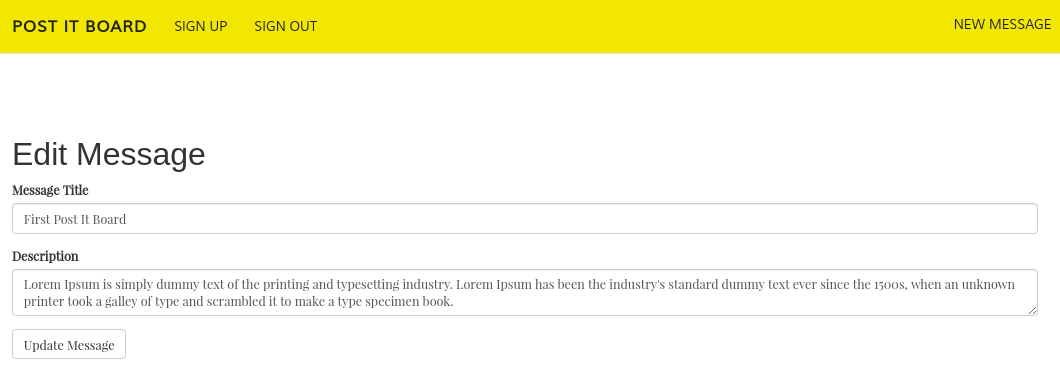 POST IT BOARD SIGN UP SIGN OUT NEW MESSAGE
Edit Message
Message Title
First Post It Board
Description
Lorem Ipsum is simply dummy text of the printing and typesetting industry. Lorem Ipsum has been the industry's standard dummy text ever since the 1500s, when an unknown
printer took a galley of type and scrambled it to make a type specimen book.
Update Message